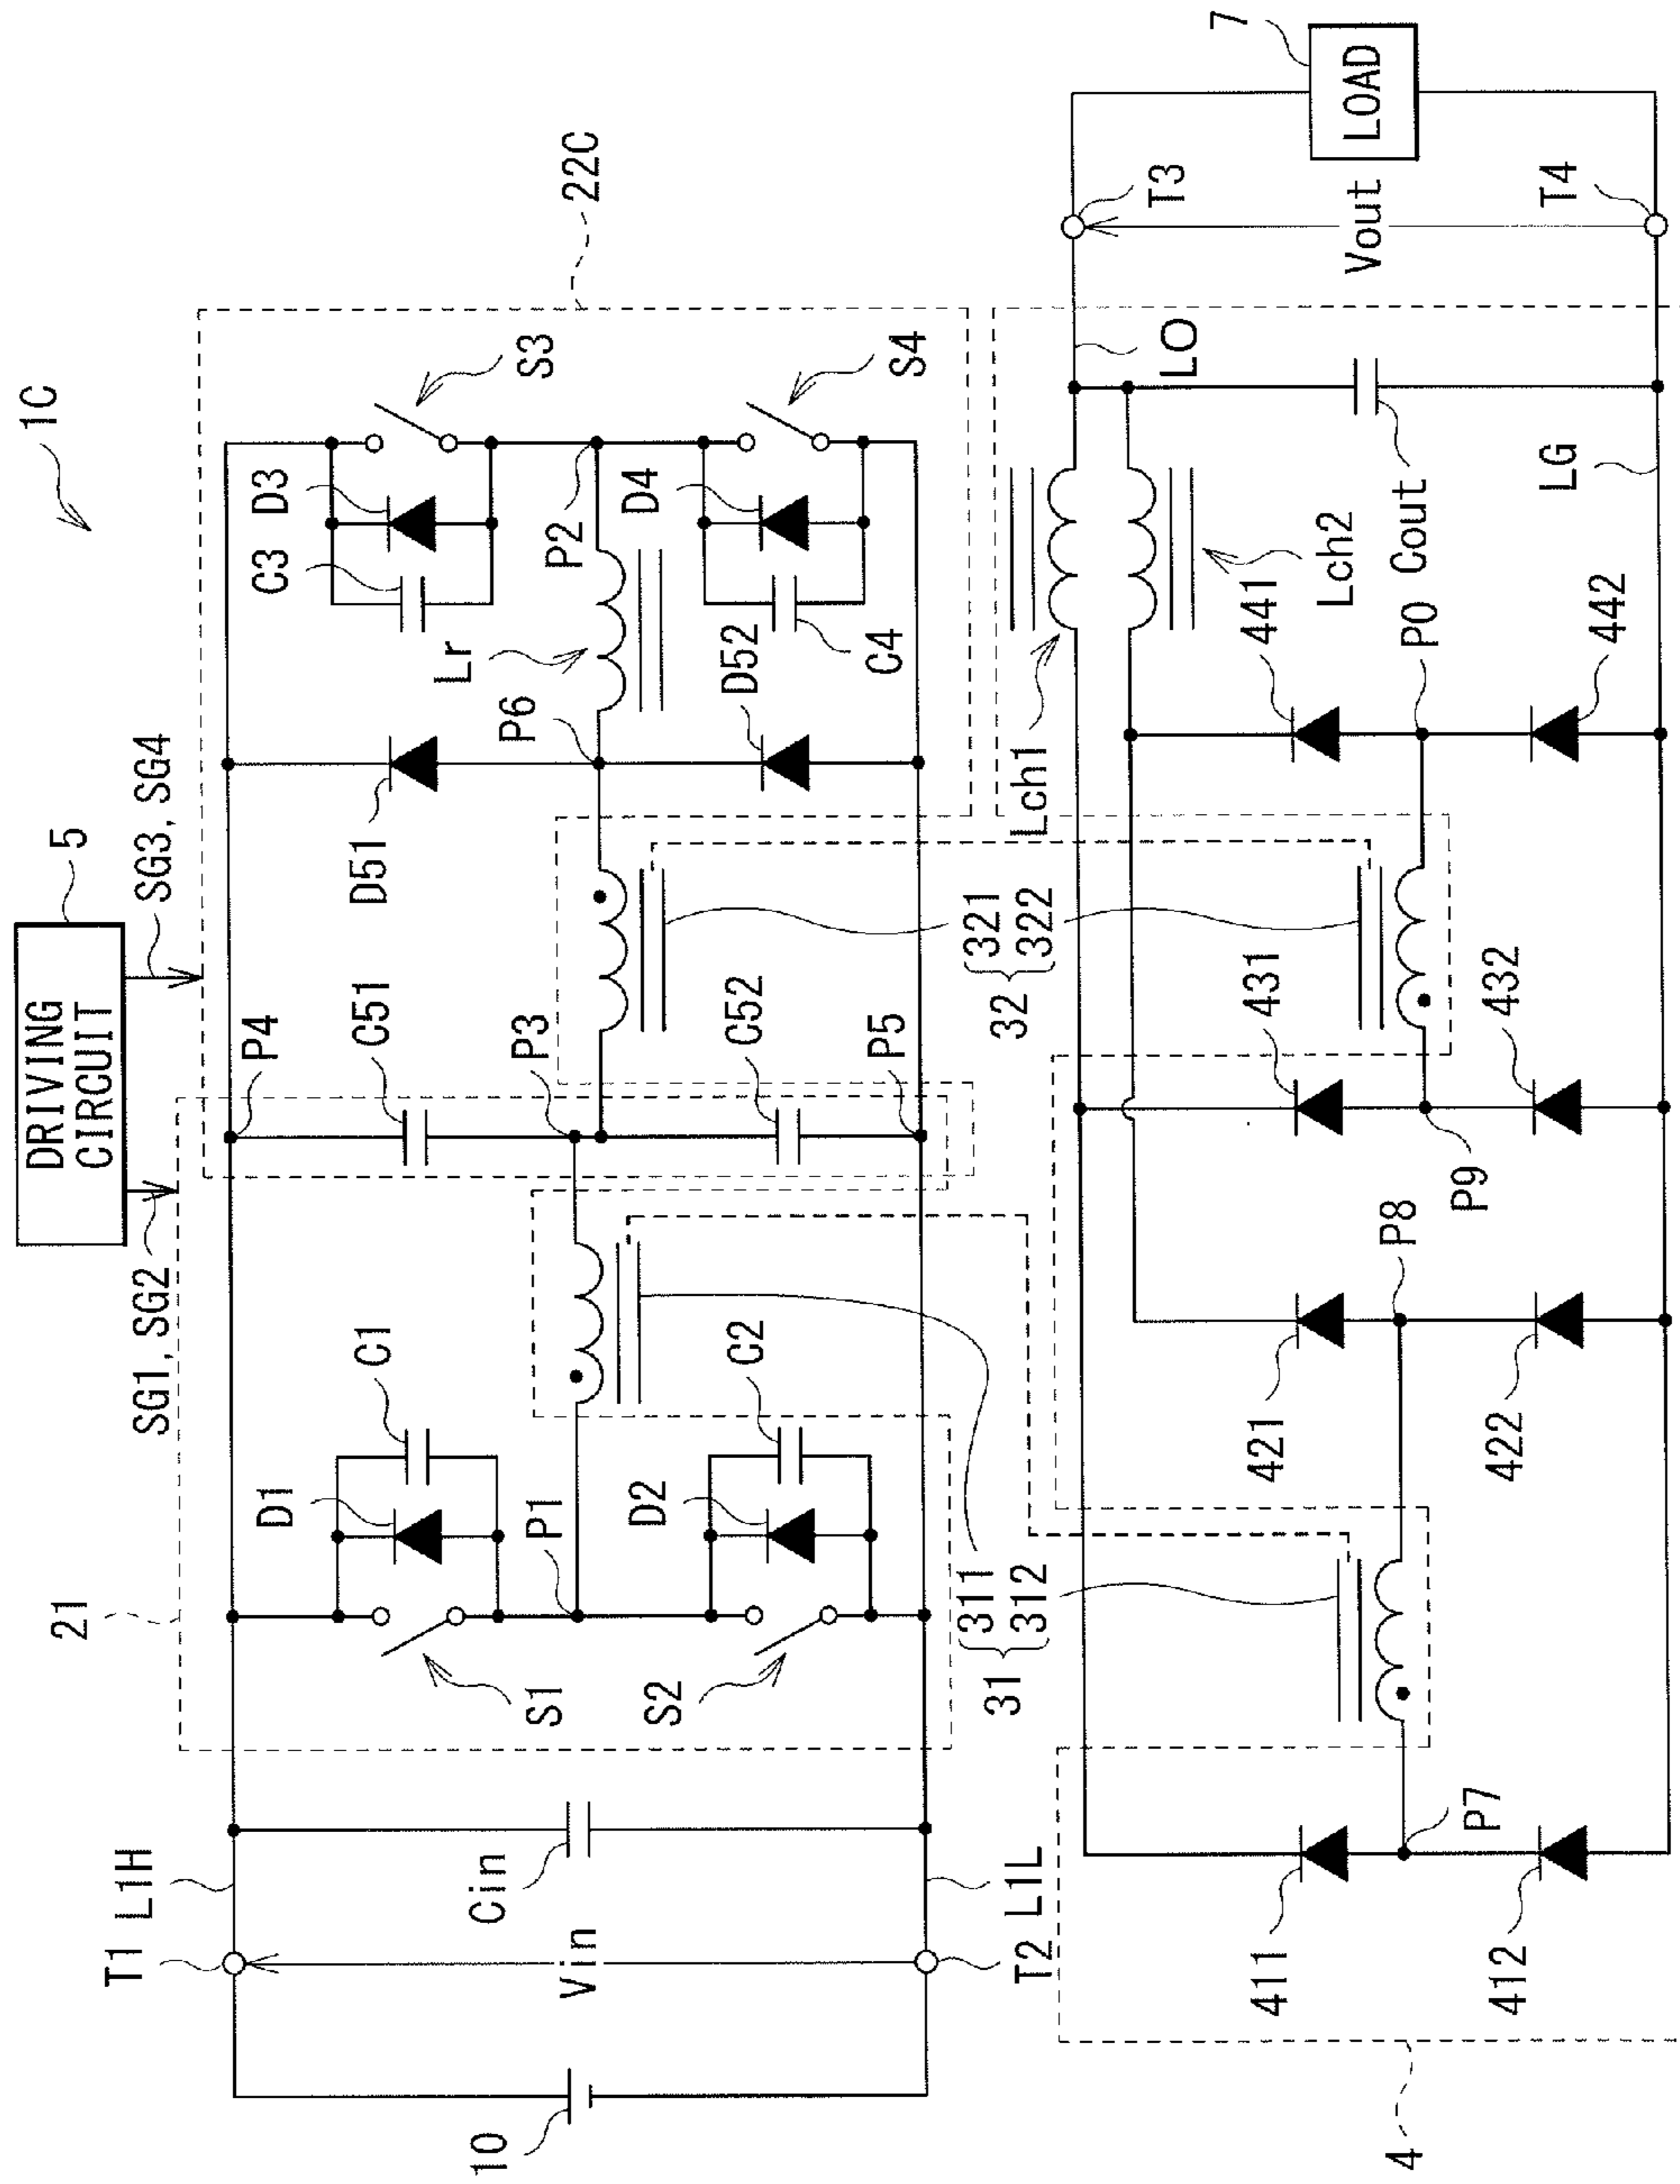 1C
DRIVING
CIRCUIT
5
SG1, SG2
SG3, SG4
21
22C
T1
L1H
P4
D1
C1
C51
D51
D3
C3
S3
S1
P1
P3
P6
Lr
P2
10
Vin
Cin
D2
C2
C52
D52
D4
S4
S2
P5
C4
T2
L1L
31
311
312
32
321
322
Lch1
LO
T3
7
LOAD
Lch2
411
421
431
441
Vout
P7
P8
P9
P0
Cout
412
422
432
442
LG
T4
4